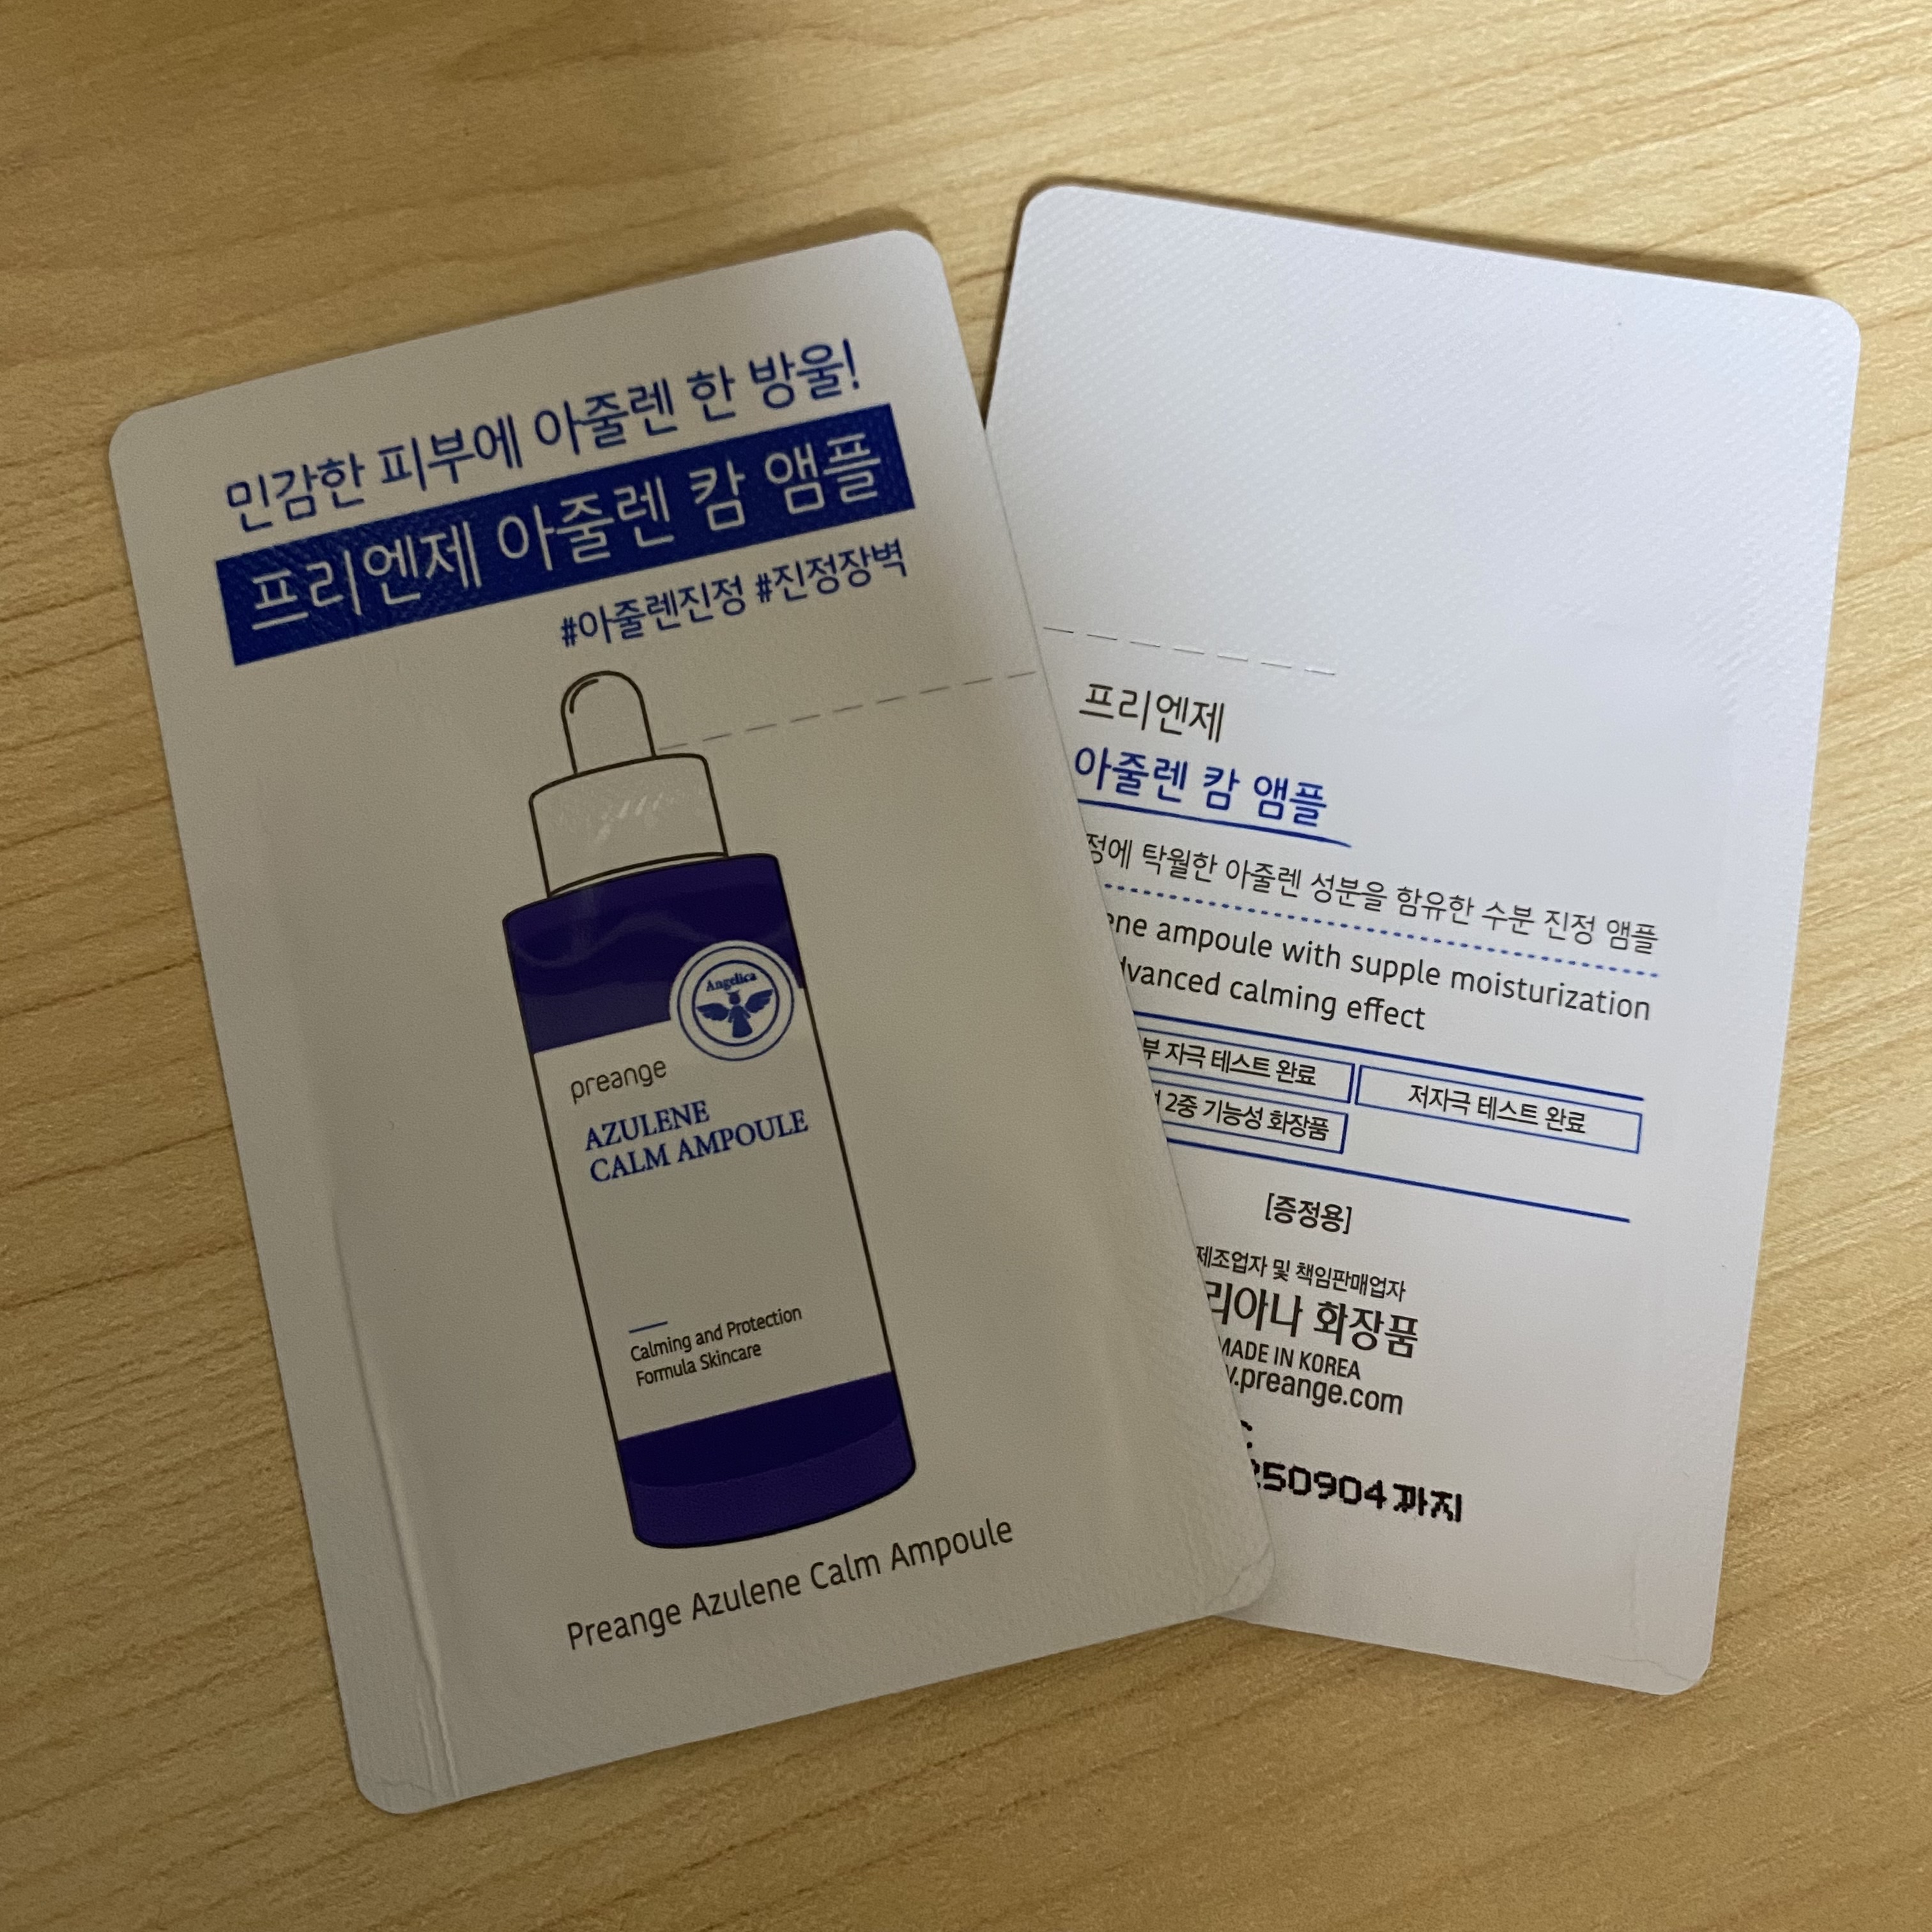 민감한 피부에 아줄렌 한 방울!
프리엔제 아줄렌 캄 앰플
#아줄렌진정 #진정장벽
Angelica
preange
AZULENE
CALM AMPOULE
Calming and Protection
Formula Skincare
Preange Azulene Calm Ampoule
프리엔제
아줄렌 캄 앰플
탁월한 아줄렌 성분을 함유한 수분 진정 앰플
ampoule with supple moisturization
calming effect
자극 테스트 완료
저자극 테스트 완료
2중 기능성 화장품
[증정용]
제조업자 및 책임판매업자
리아나 화장품
MADE IN KOREA
.preange.com
250904까지